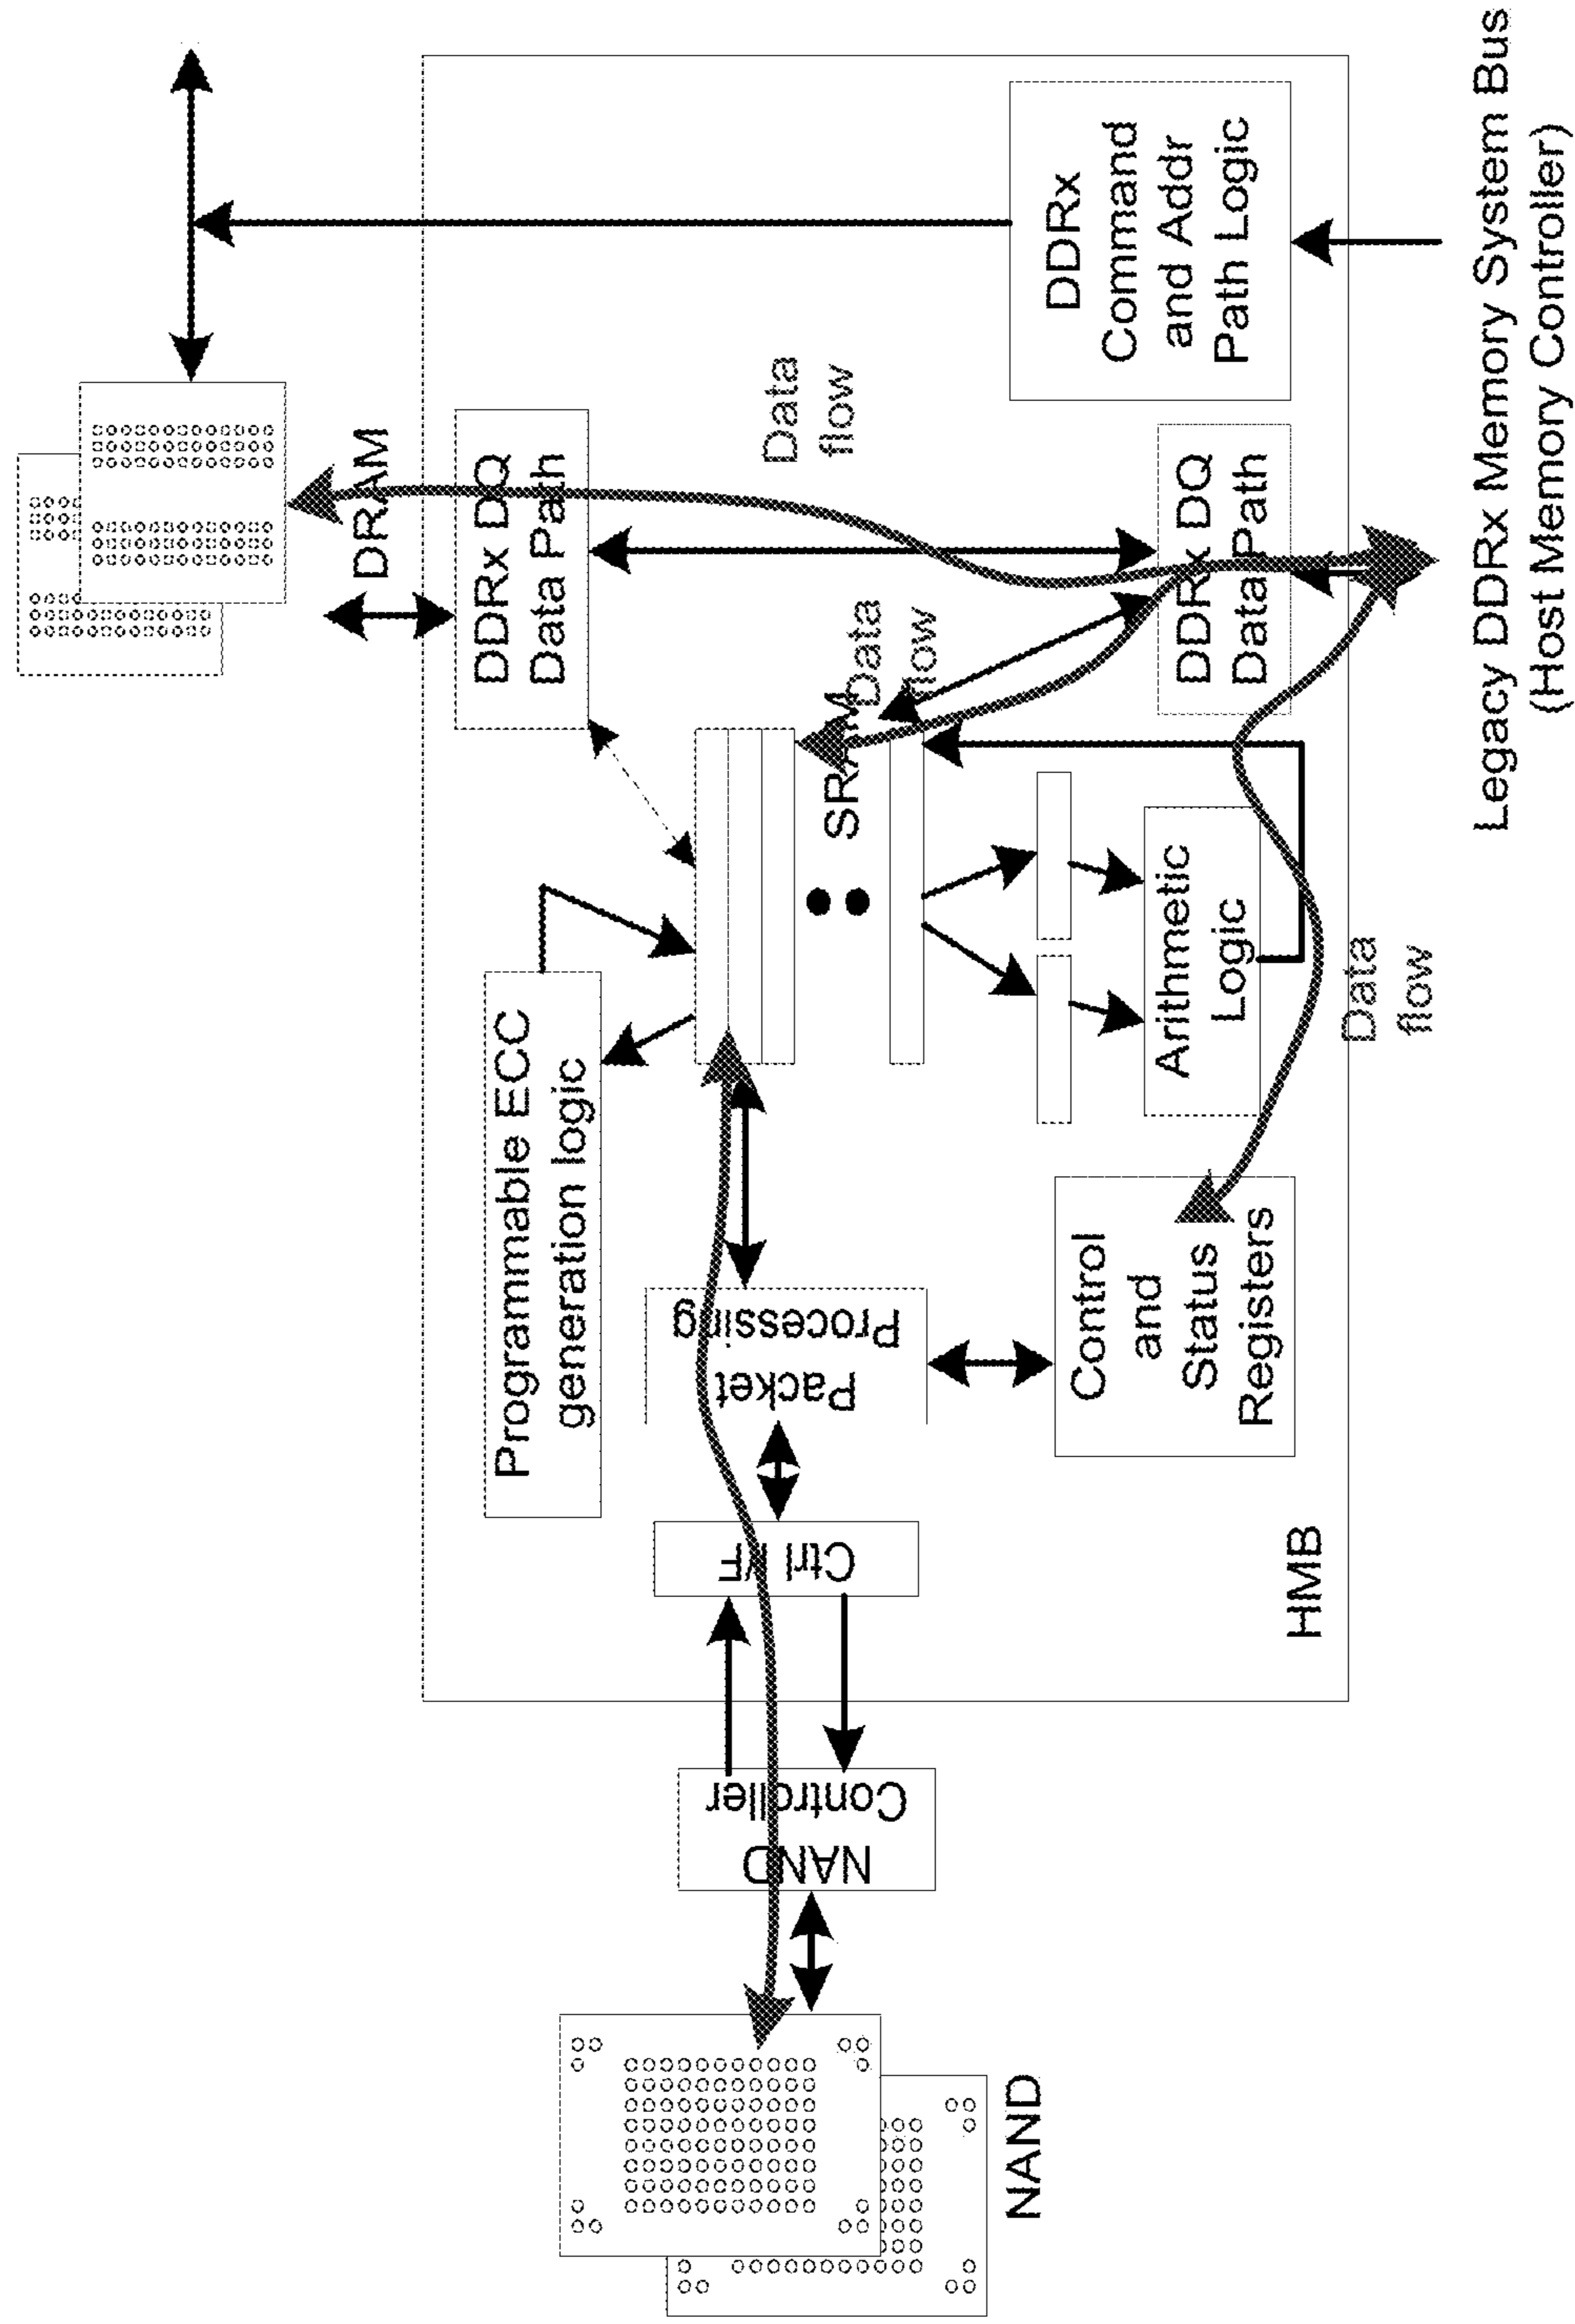 DRAM
DDRx DQ
Data Path
Data
flow
DDRx
Command
and Addr
Path Logic
Programmable ECC
generation logic
SRAM
Data
flow
DDRx DQ
Data Path
Arithmetic
Logic
Data
flow
Packet
Processing
Control
and
Status
Registers
Ctrl I/F
HMB
NAND
Controller
NAND
Legacy DDRx Memory System Bus
(Host Memory Controller)